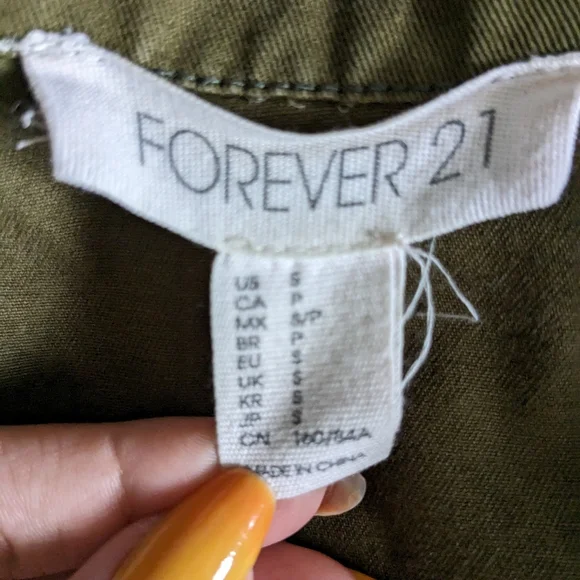 FOREVER 21
US S
CA P
MX S/P
BR P
EU S
UK S
KR S
JP S
CN 160/84A
MADE IN CHINA